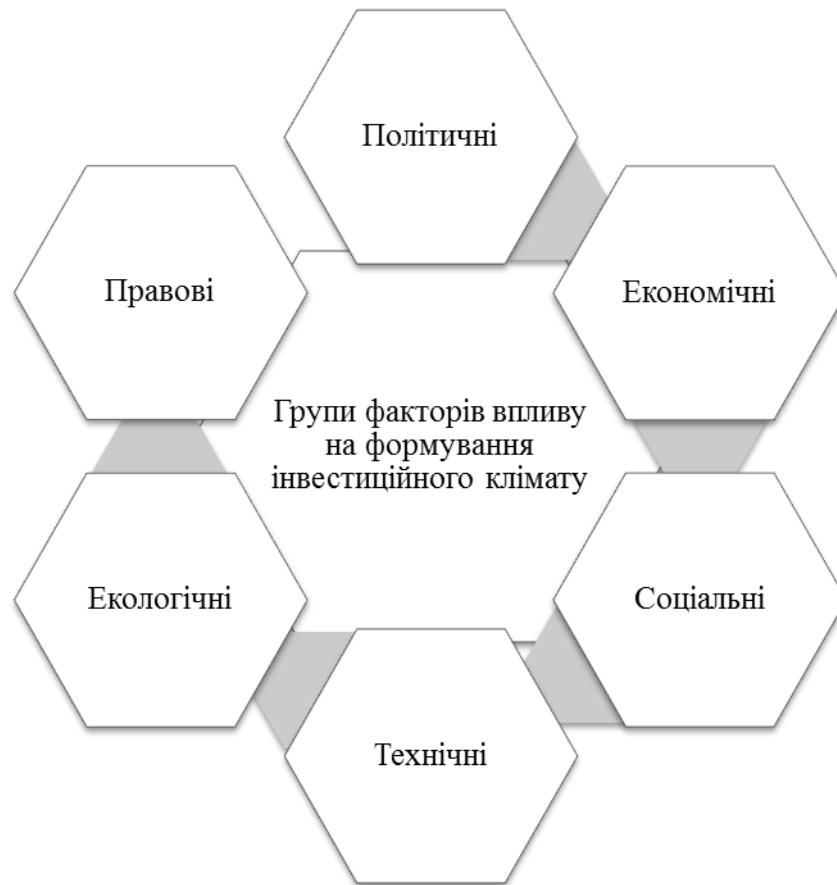 Політичні
Правові
Економічні
Групи факторів впливу
на формування
інвестиційного клімату
Екологічні
Соціальні
Технічні